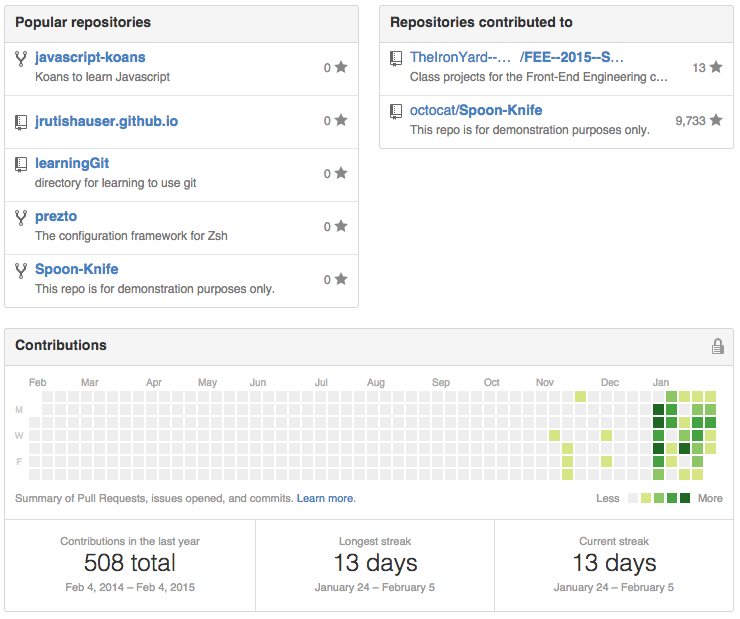 Popular repositories
javascript-koans
Koans to learn Javascript
0
jrutishauser.github.io
0
learningGit
directory for learning to use git
0
prezto
The configuration framework for Zsh
0
Spoon-Knife
This repo is for demonstration purposes only.
0
Repositories contributed to
TheIronYard--… /FEE--2015--S…
Class projects for the Front-End Engineering c…
13
octocat/Spoon-Knife
This repo is for demonstration purposes only.
9,733
Contributions
Feb Mar Apr May Jun Jul Aug Sep Oct Nov Dec Jan
M
W
F
Summary of Pull Requests, issues opened, and commits. Learn more.
Less More
Contributions in the last year
508 total
Feb 4, 2014 – Feb 4, 2015
Longest streak
13 days
January 24 – February 5
Current streak
13 days
January 24 – February 5